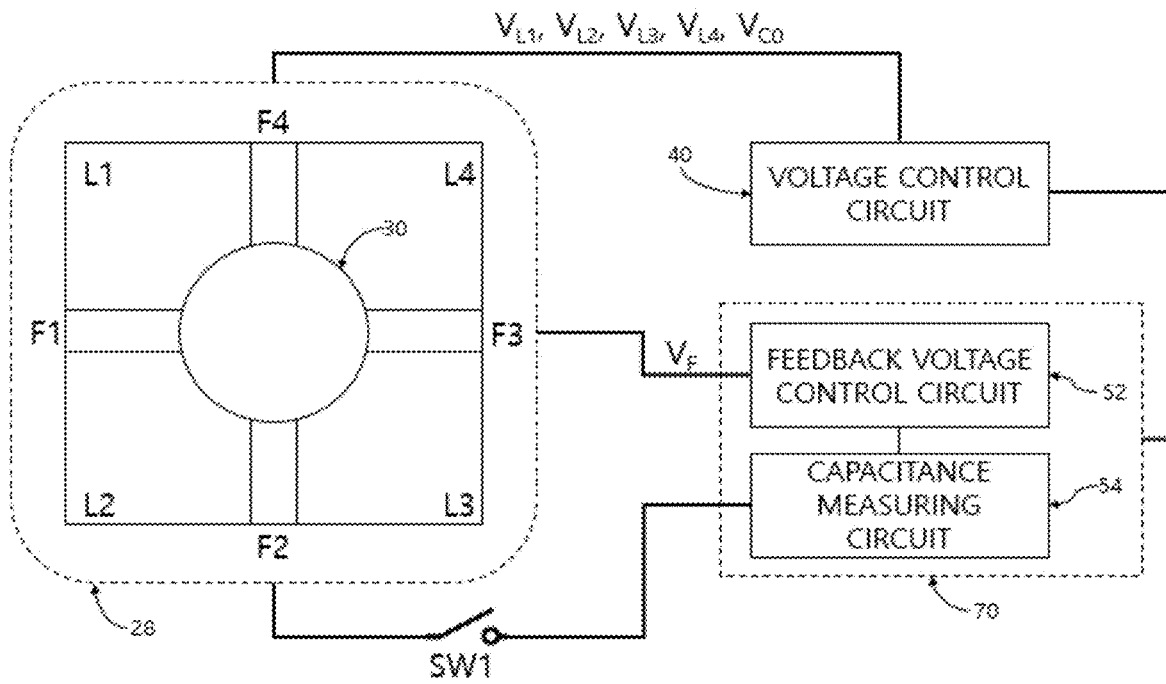 V_L1, V_L2, V_L3, V_L4, V_C0
F4
L1
L4
40
VOLTAGE CONTROL
CIRCUIT
30
F1
F3
V_F
FEEDBACK VOLTAGE
CONTROL CIRCUIT
52
CAPACITANCE
MEASURING
CIRCUIT
54
L2
L3
F2
28
SW1
70